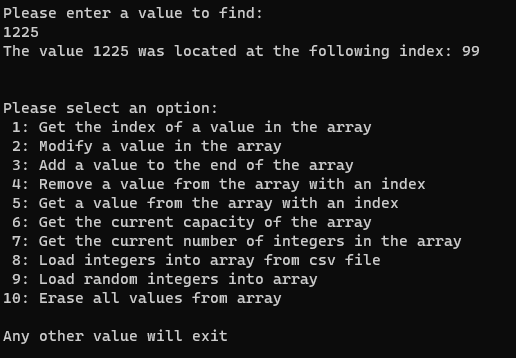 Please enter a value to find:
1225
The value 1225 was located at the following index: 99
Please select an option:
1: Get the index of a value in the array
2: Modify a value in the array
3: Add a value to the end of the array
4: Remove a value from the array with an index
5: Get a value from the array with an index
6: Get the current capacity of the array
7: Get the current number of integers in the array
8: Load integers into array from csv file
9: Load random integers into array
10: Erase all values from array
Any other value will exit